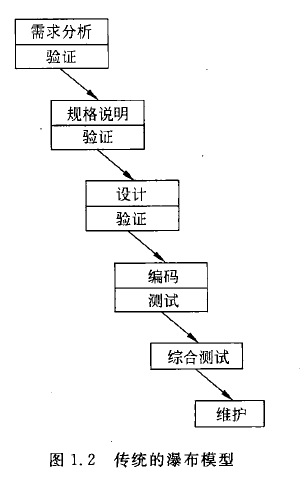 需求分析
验证
规格说明
验证
设计
验证
编码
测试
综合测试
维护
图 1.2 传统的瀑布模型